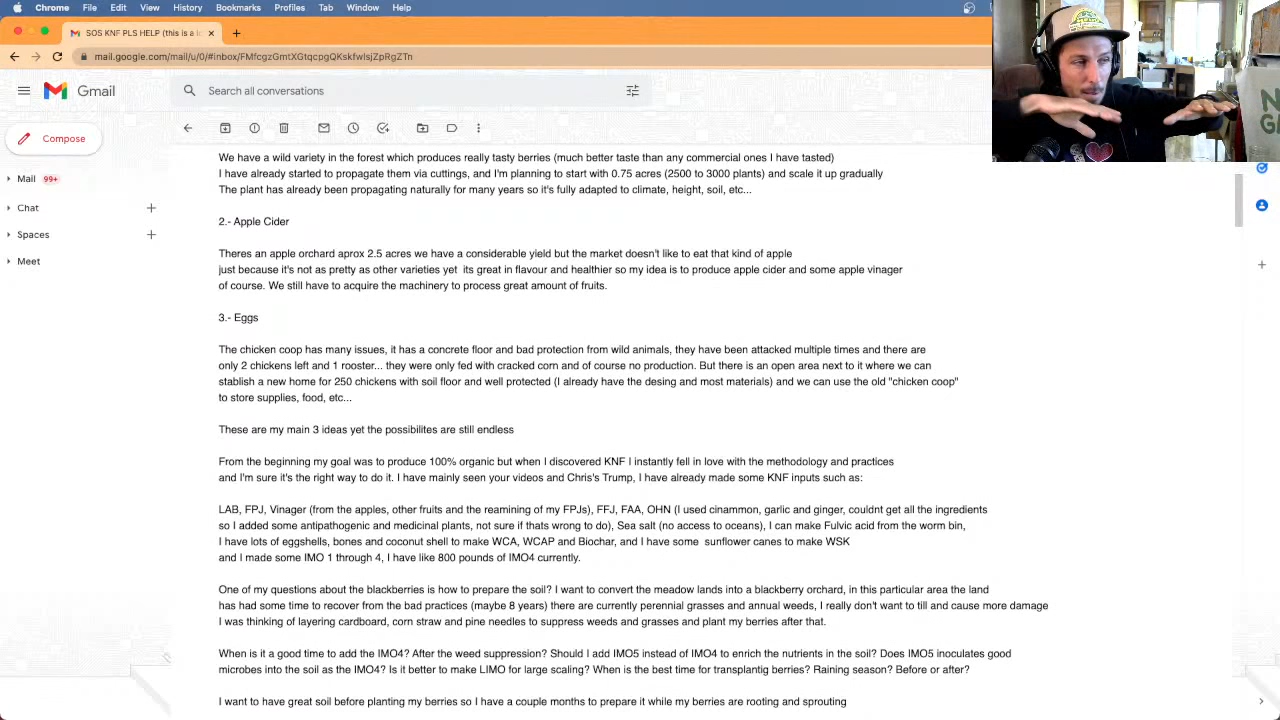 Chrome File Edit View History Bookmarks Profiles Tab Window Help
SOS KNF PLS HELP (this is a l
mail.google.com/mail/u/0/#inbox/FMfcgzGmtXGtqcpgQKskfwlsjZpRgZTn
Gmail
Search all conversations
Compose
Mail 99+
Chat
Spaces
Meet
We have a wild variety in the forest which produces really tasty berries (much better taste than any commercial ones I have tasted)
I have already started to propagate them via cuttings, and I'm planning to start with 0.75 acres (2500 to 3000 plants) and scale it up gradually
The plant has already been propagating naturally for many years so it's fully adapted to climate, height, soil, etc...
2.- Apple Cider
Theres an apple orchard aprox 2.5 acres we have a considerable yield but the market doesn't like to eat that kind of apple
just because it's not as pretty as other varieties yet its great in flavour and healthier so my idea is to produce apple cider and some apple vinager
of course. We still have to acquire the machinery to process great amount of fruits.
3.- Eggs
The chicken coop has many issues, it has a concrete floor and bad protection from wild animals, they have been attacked multiple times and there are
only 2 chickens left and 1 rooster... they were only fed with cracked corn and of course no production. But there is an open area next to it where we can
stablish a new home for 250 chickens with soil floor and well protected (I already have the desing and most materials) and we can use the old "chicken coop"
to store supplies, food, etc...
These are my main 3 ideas yet the possibilites are still endless
From the beginning my goal was to produce 100% organic but when I discovered KNF I instantly fell in love with the methodology and practices
and I'm sure it's the right way to do it. I have mainly seen your videos and Chris's Trump, I have already made some KNF inputs such as:
LAB, FPJ, Vinager (from the apples, other fruits and the reamining of my FPJs), FFJ, FAA, OHN (I used cinammon, garlic and ginger, couldnt get all the ingredients
so I added some antipathogenic and medicinal plants, not sure if thats wrong to do), Sea salt (no access to oceans), I can make Fulvic acid from the worm bin,
I have lots of eggshells, bones and coconut shell to make WCA, WCAP and Biochar, and I have some sunflower canes to make WSK
and I made some IMO 1 through 4, I have like 800 pounds of IMO4 currently.
One of my questions about the blackberries is how to prepare the soil? I want to convert the meadow lands into a blackberry orchard, in this particular area the land
has had some time to recover from the bad practices (maybe 8 years) there are currently perennial grasses and annual weeds, I really don't want to till and cause more damage
I was thinking of layering cardboard, corn straw and pine needles to suppress weeds and grasses and plant my berries after that.
When is it a good time to add the IMO4? After the weed suppression? Should I add IMO5 instead of IMO4 to enrich the nutrients in the soil? Does IMO5 inoculates good
microbes into the soil as the IMO4? Is it better to make LIMO for large scaling? When is the best time for transplantig berries? Raining season? Before or after?
I want to have great soil before planting my berries so I have a couple months to prepare it while my berries are rooting and sprouting